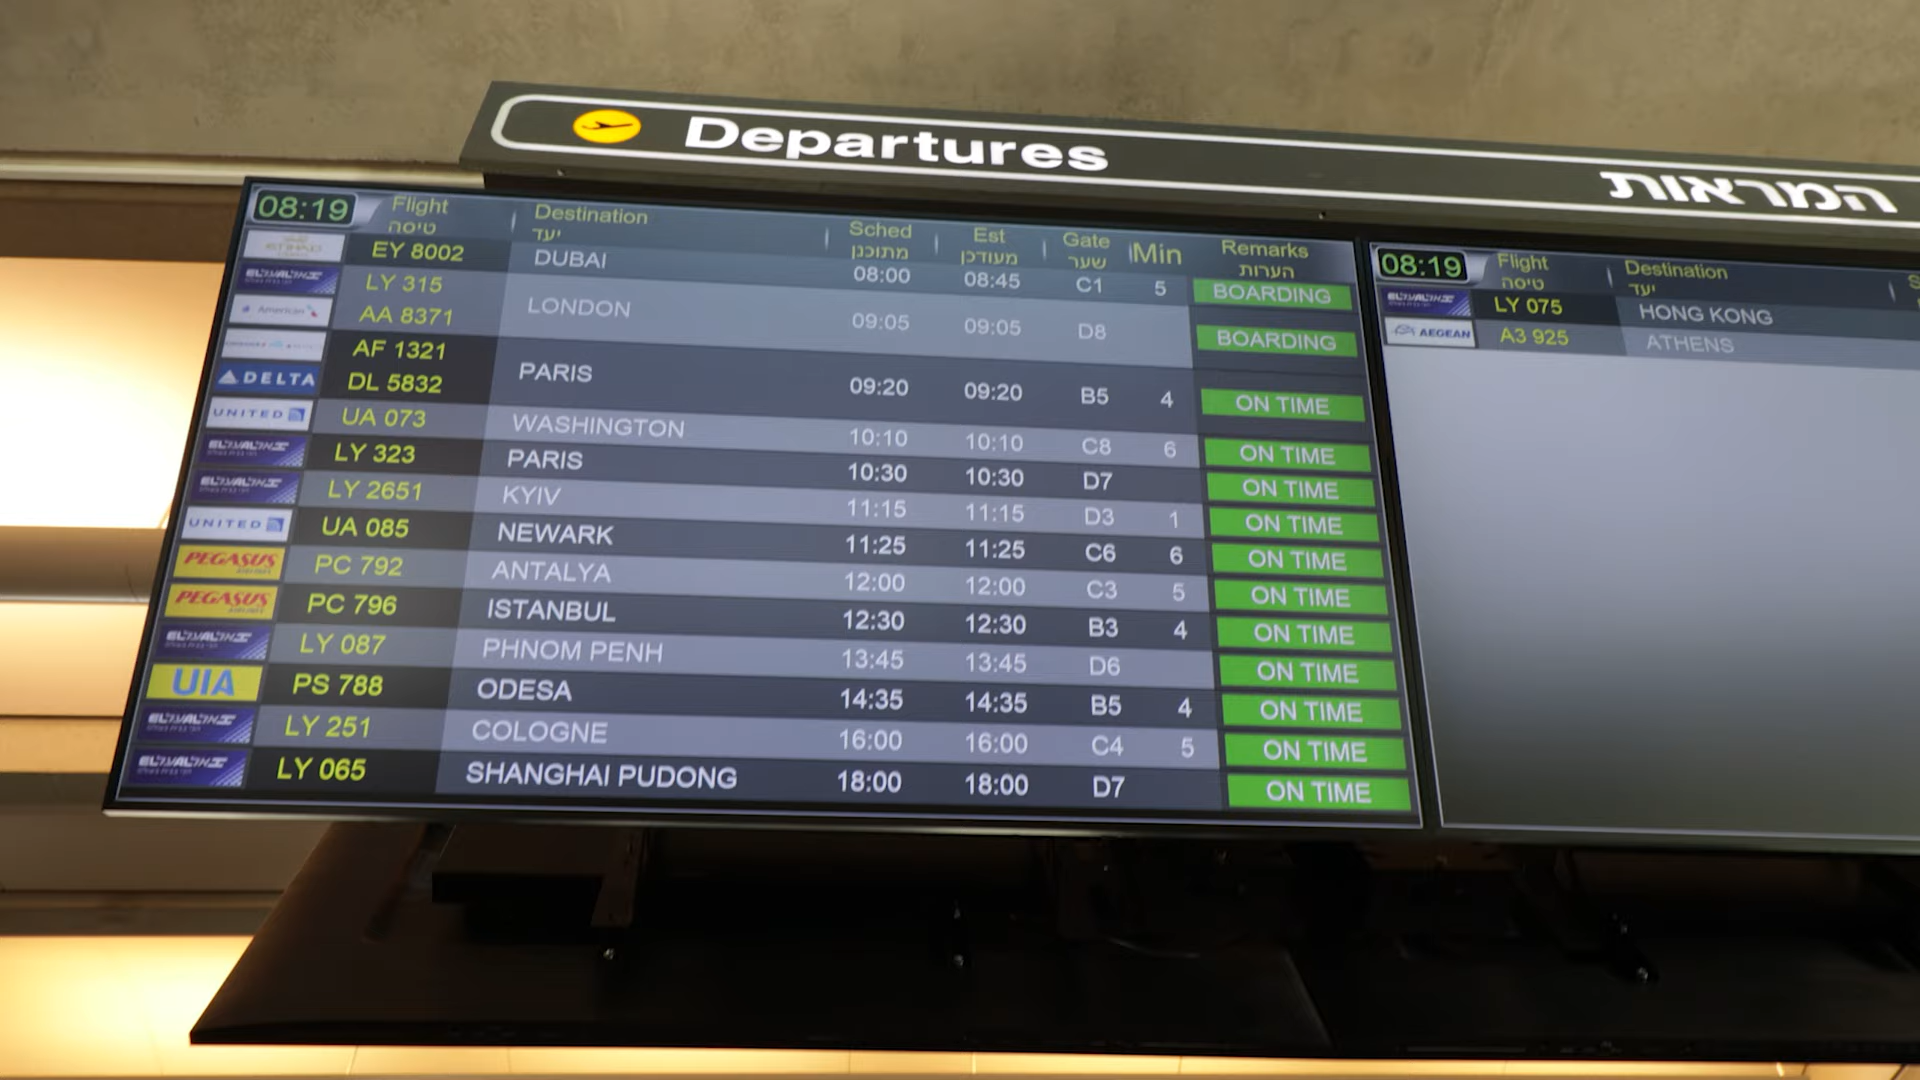 Departures
המראות
08:19 Flight Destination Sched Est Gate Min Remarks
טיסה יעד מתוכנן מעודכן שער הערות
ETIHAD EY 8002 DUBAI 08:00 08:45 C1 5 BOARDING
LY 315 LONDON 09:05 09:05 D8 BOARDING
American AA 8371
AF 1321 PARIS 09:20 09:20 B5 4 ON TIME
DELTA DL 5832
UNITED UA 073 WASHINGTON 10:10 10:10 C8 6 ON TIME
LY 323 PARIS 10:30 10:30 D7 ON TIME
LY 2651 KYIV 11:15 11:15 D3 1 ON TIME
UNITED UA 085 NEWARK 11:25 11:25 C6 6 ON TIME
PEGASUS AIRLINES PC 792 ANTALYA 12:00 12:00 C3 5 ON TIME
PEGASUS AIRLINES PC 796 ISTANBUL 12:30 12:30 B3 4 ON TIME
LY 087 PHNOM PENH 13:45 13:45 D6 ON TIME
UIA PS 788 ODESA 14:35 14:35 B5 4 ON TIME
LY 251 COLOGNE 16:00 16:00 C4 5 ON TIME
LY 065 SHANGHAI PUDONG 18:00 18:00 D7 ON TIME
08:19 Flight Destination S
טיסה יעד
LY 075 HONG KONG
AEGEAN A3 925 ATHENS